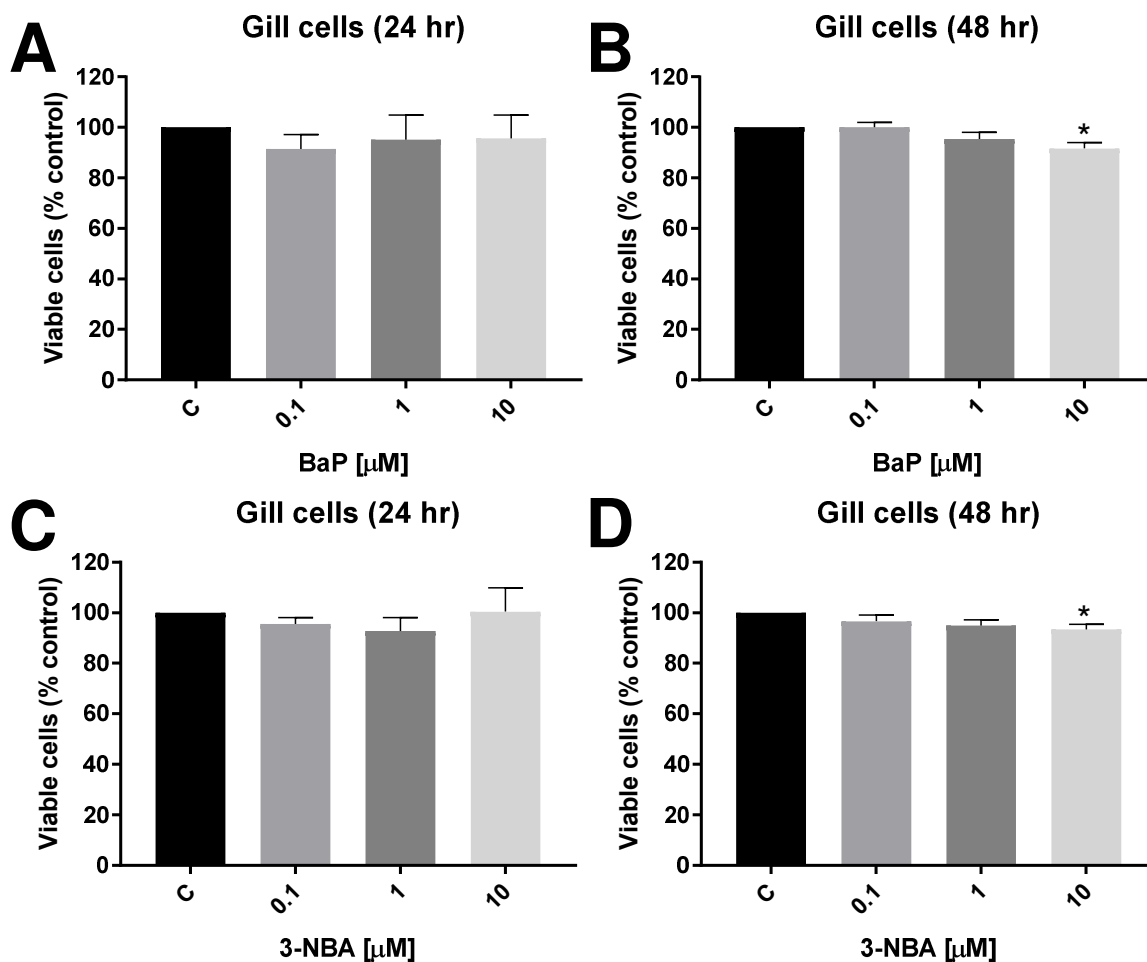 A
Gill cells (24 hr)
Viable cells (% control)
120
100
80
60
40
20
0
C
0.1
1
10
BaP [μM]
B
Gill cells (48 hr)
Viable cells (% control)
120
100
80
60
40
20
0
*
C
0.1
1
10
BaP [μM]
C
Gill cells (24 hr)
Viable cells (% control)
120
100
80
60
40
20
0
C
0.1
1
10
3-NBA [μM]
D
Gill cells (48 hr)
Viable cells (% control)
120
100
80
60
40
20
0
*
C
0.1
1
10
3-NBA [μM]